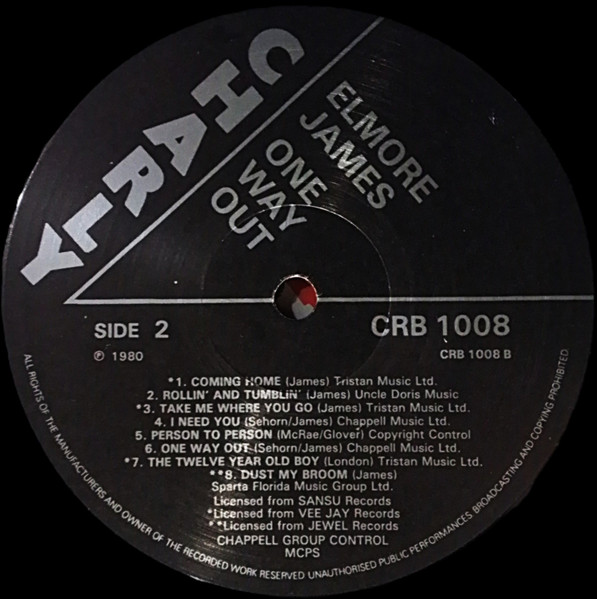 CHARLY
ELMORE
JAMES
ONE
WAY
OUT
SIDE 2
CRB 1008
℗ 1980
CRB 1008 B
*1. COMING HOME (James) Tristan Music Ltd.
2. ROLLIN' AND TUMBLIN' (James) Uncle Doris Music
*3. TAKE ME WHERE YOU GO (James) Tristan Music Ltd.
4. I NEED YOU (Sehorn/James) Chappell Music Ltd.
5. PERSON TO PERSON (McRae/Glover) Copyright Control
6. ONE WAY OUT (Sehorn/James) Chappell Music Ltd.
*7. THE TWELVE YEAR OLD BOY (London) Tristan Music Ltd.
**8. DUST MY BROOM (James)
Sparta Florida Music Group Ltd.
Licensed from SANSU Records
*Licensed from VEE JAY Records
**Licensed from JEWEL Records
CHAPPELL GROUP CONTROL
MCPS
ALL RIGHTS OF THE MANUFACTURERS AND OWNER OF THE RECORDED WORK RESERVED UNAUTHORISED PUBLIC PERFORMANCES BROADCASTING AND COPYING PROHIBITED